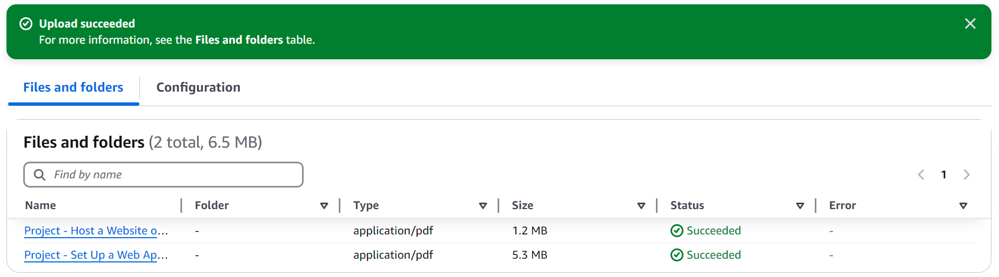 Upload succeeded
For more information, see the Files and folders table.
Files and folders
Configuration
Files and folders (2 total, 6.5 MB)
Find by name
1
Name Folder Type Size Status Error
Project - Host a Website o... - application/pdf 1.2 MB Succeeded -
Project - Set Up a Web Ap... - application/pdf 5.3 MB Succeeded -